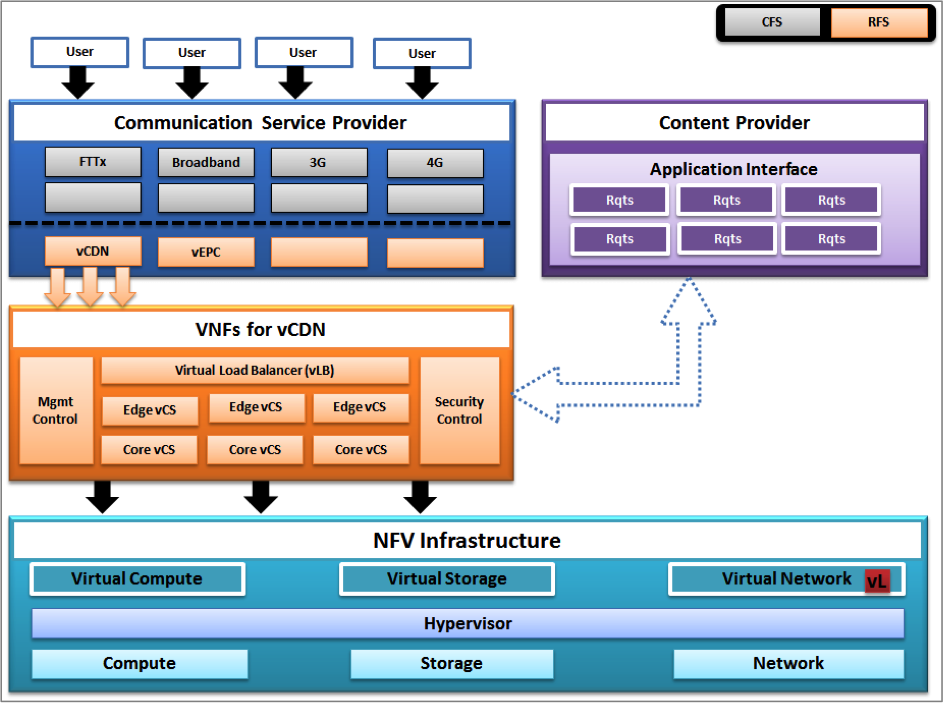 CFS RFS
User User User User
Communication Service Provider
Content Provider
FTTx Broadband 3G 4G
Application Interface
Rqts Rqts Rqts
Rqts Rqts Rqts
vCDN vEPC
VNFs for vCDN
Virtual Load Balancer (vLB)
Mgmt
Control
Edge vCS Edge vCS Edge vCS
Core vCS Core vCS Core vCS
Security
Control
NFV Infrastructure
Virtual Compute Virtual Storage Virtual Network vL
Hypervisor
Compute Storage Network